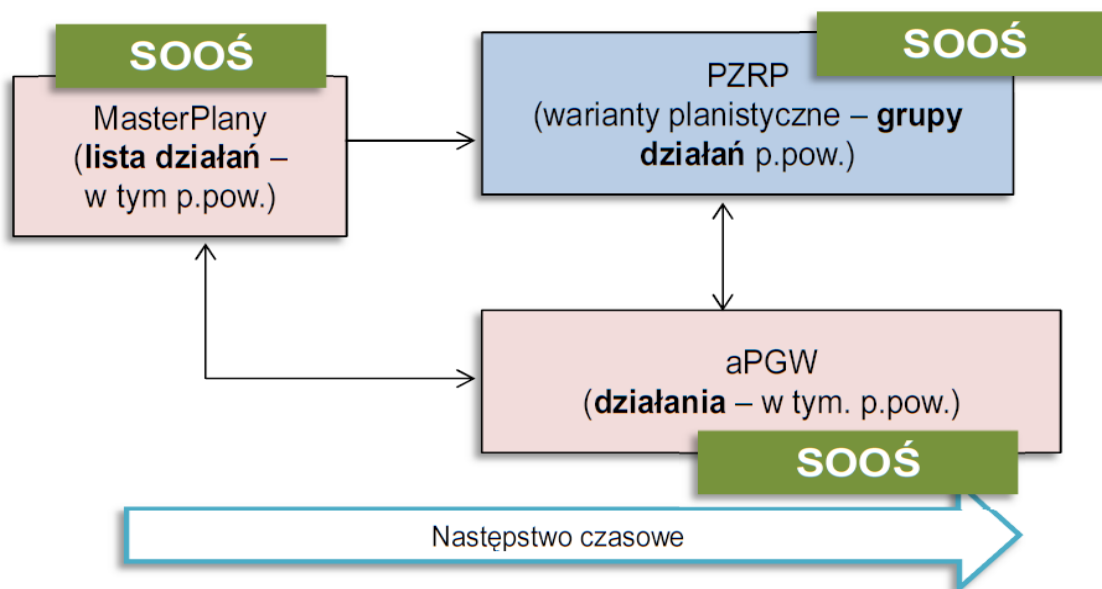 SOOŚ
MasterPlany
(lista działań –
w tym p.pow.)
SOOŚ
PZRP
(warianty planistyczne – grupy
działań p.pow.)
aPGW
(działania – w tym. p.pow.)
SOOŚ
Następstwo czasowe